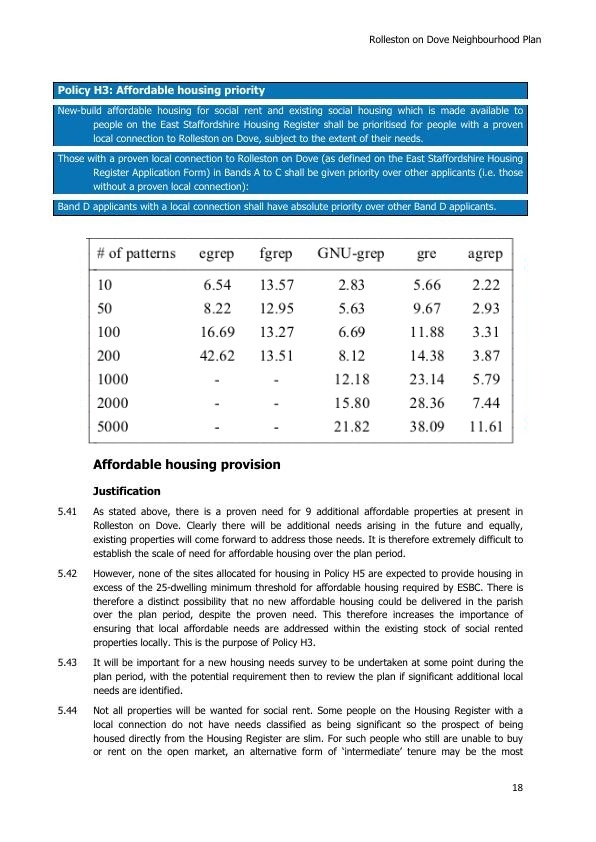 Rolleston on Dove Neighbourhood Plan
Policy H3: Affordable housing priority
New-build affordable housing for social rent and existing social housing which is made available to
people on the East Staffordshire Housing Register shall be prioritised for people with a proven
local connection to Rolleston on Dove, subject to the extent of their needs.
Those with a proven local connection to Rolleston on Dove (as defined on the East Staffordshire Housing
Register Application Form) in Bands A to C shall be given priority over other applicants (i.e. those
without a proven local connection):
Band D applicants with a local connection shall have absolute priority over other Band D applicants.
# of patterns egrep fgrep GNU-grep gre agrep
10 6.54 13.57 2.83 5.66 2.22
50 8.22 12.95 5.63 9.67 2.93
100 16.69 13.27 6.69 11.88 3.31
200 42.62 13.51 8.12 14.38 3.87
1000 - - 12.18 23.14 5.79
2000 - - 15.80 28.36 7.44
5000 - - 21.82 38.09 11.61
Affordable housing provision
Justification
5.41 As stated above, there is a proven need for 9 additional affordable properties at present in
Rolleston on Dove. Clearly there will be additional needs arising in the future and equally,
existing properties will come forward to address those needs. It is therefore extremely difficult to
establish the scale of need for affordable housing over the plan period.
5.42 However, none of the sites allocated for housing in Policy H5 are expected to provide housing in
excess of the 25-dwelling minimum threshold for affordable housing required by ESBC. There is
therefore a distinct possibility that no new affordable housing could be delivered in the parish
over the plan period, despite the proven need. This therefore increases the importance of
ensuring that local affordable needs are addressed within the existing stock of social rented
properties locally. This is the purpose of Policy H3.
5.43 It will be important for a new housing needs survey to be undertaken at some point during the
plan period, with the potential requirement then to review the plan if significant additional local
needs are identified.
5.44 Not all properties will be wanted for social rent. Some people on the Housing Register with a
local connection do not have needs classified as being significant so the prospect of being
housed directly from the Housing Register are slim. For such people who still are unable to buy
or rent on the open market, an alternative form of ‘intermediate’ tenure may be the most
18